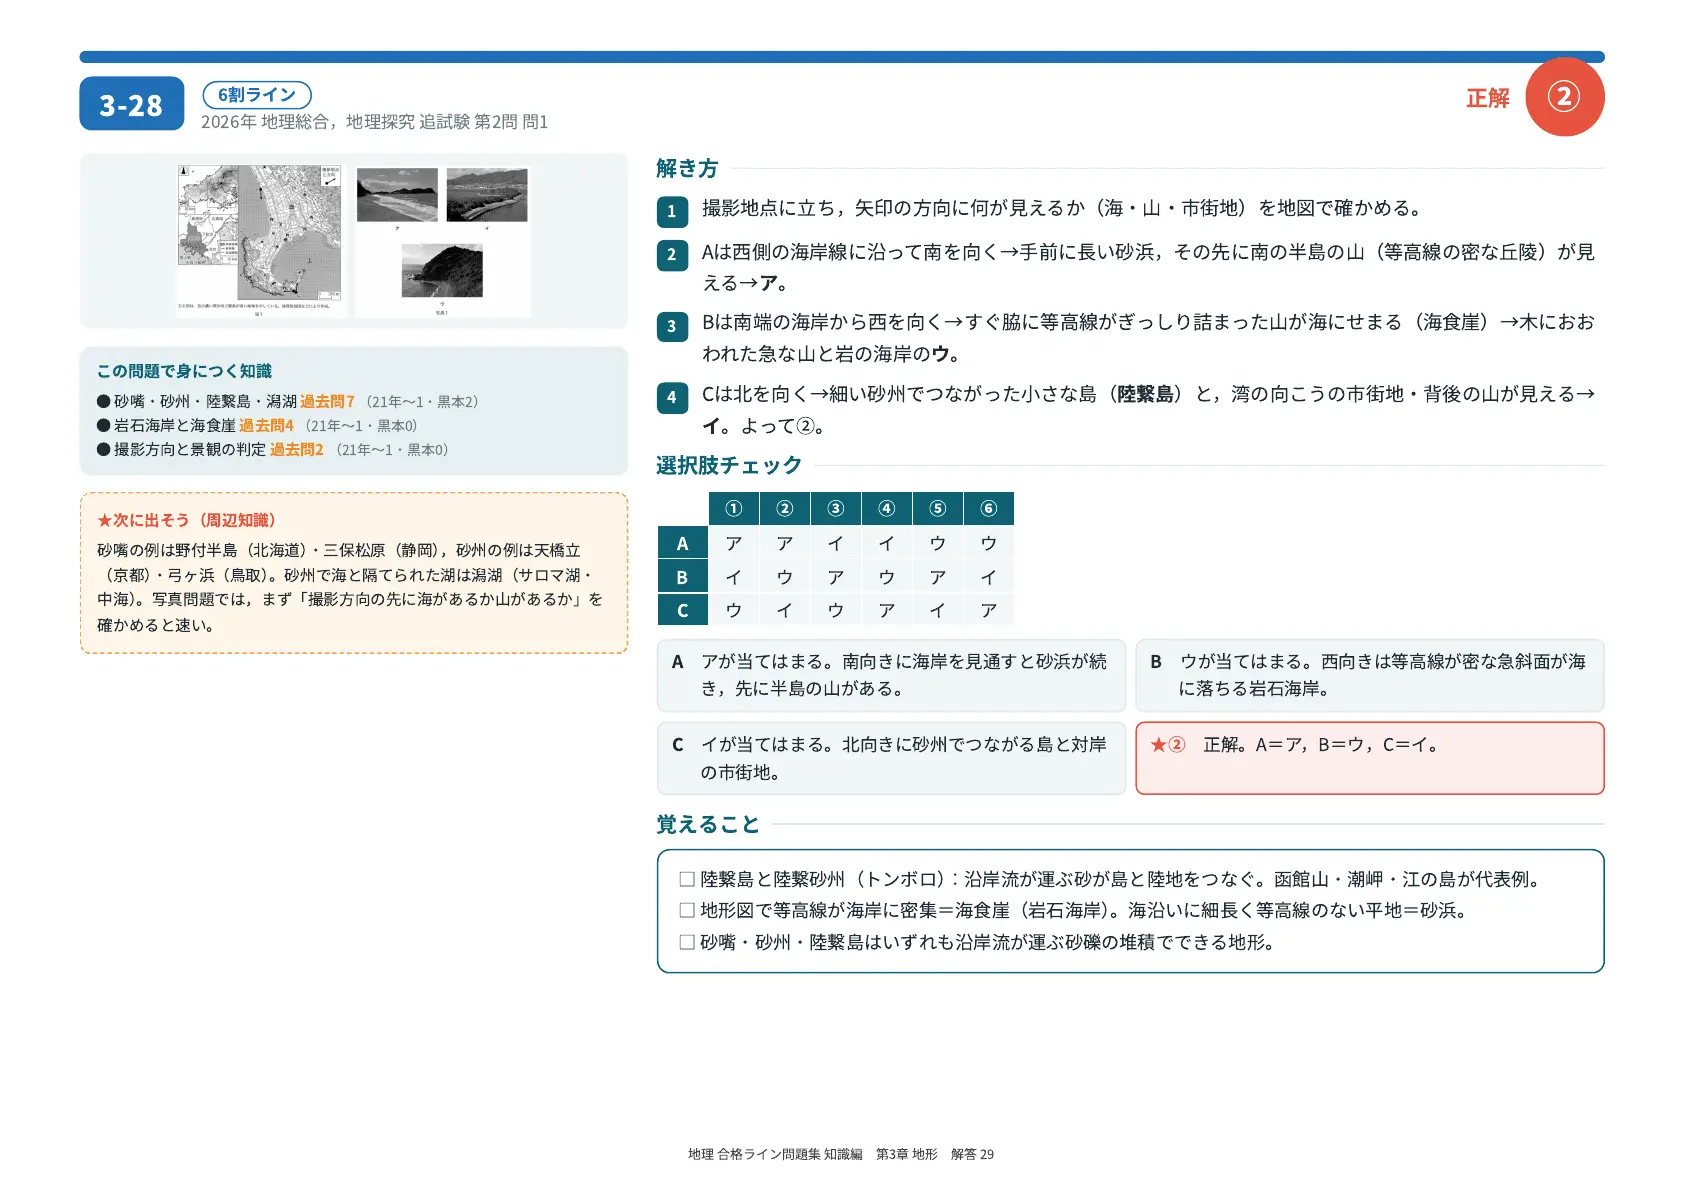 3-28
6割ライン
2026年 地理総合，地理探究 追試験 第2問 問1
正解 ②
ア
イ
ウ
図1
写真1
この問題で身につく知識
● 砂嘴・砂州・陸繋島・潟湖 過去問7 （21年〜1・黒本2）
● 岩石海岸と海食崖 過去問4 （21年〜1・黒本0）
● 撮影方向と景観の判定 過去問2 （21年〜1・黒本0）
★次に出そう（周辺知識）
砂嘴の例は野付半島（北海道）・三保松原（静岡），砂州の例は天橋立
（京都）・弓ヶ浜（鳥取）。砂州で海と隔てられた湖は潟湖（サロマ湖・
中海）。写真問題では，まず「撮影方向の先に海があるか山があるか」を
確かめると速い。
解き方
1 撮影地点に立ち，矢印の方向に何が見えるか（海・山・市街地）を地図で確かめる。
2 Aは西側の海岸線に沿って南を向く→手前に長い砂浜，その先に南の半島の山（等高線の密な丘陵）が見
える→ア。
3 Bは南端の海岸から西を向く→すぐ脇に等高線がぎっしり詰まった山が海にせまる（海食崖）→木におお
われた急な山と岩の海岸のウ。
4 Cは北を向く→細い砂州でつながった小さな島（陸繋島）と，湾の向こうの市街地・背後の山が見える→
イ。よって②。
選択肢チェック
① ② ③ ④ ⑤ ⑥
A ア ア イ イ ウ ウ
B イ ウ ア ウ ア イ
C ウ イ ウ ア イ ア
A アが当てはまる。南向きに海岸を見通すと砂浜が続
き，先に半島の山がある。
B ウが当てはまる。西向きは等高線が密な急斜面が海
に落ちる岩石海岸。
C イが当てはまる。北向きに砂州でつながる島と対岸
の市街地。
★② 正解。A＝ア，B＝ウ，C＝イ。
覚えること
□ 陸繋島と陸繋砂州（トンボロ）：沿岸流が運ぶ砂が島と陸地をつなぐ。函館山・潮岬・江の島が代表例。
□ 地形図で等高線が海岸に密集＝海食崖（岩石海岸）。海沿いに細長く等高線のない平地＝砂浜。
□ 砂嘴・砂州・陸繋島はいずれも沿岸流が運ぶ砂礫の堆積でできる地形。
地理 合格ライン問題集 知識編 第3章 地形 解答 29